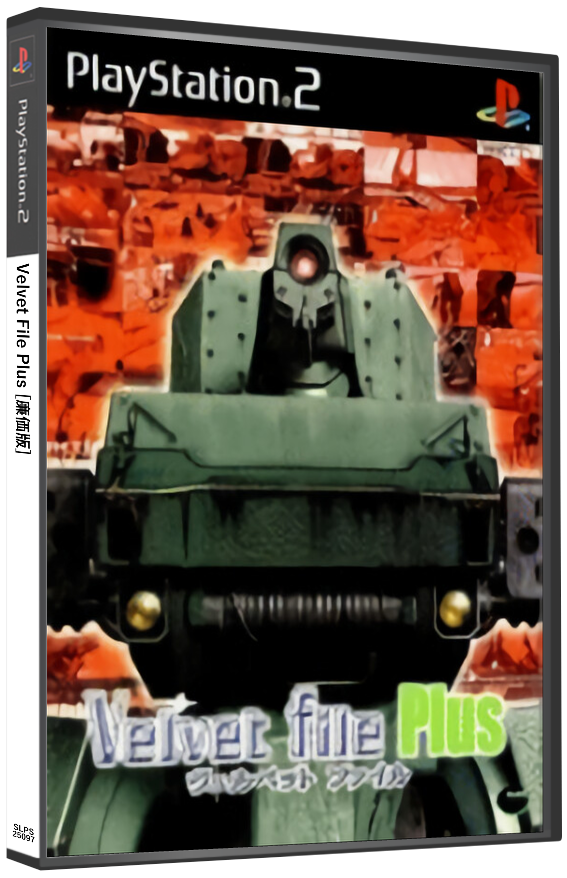 PlayStation.2
PlayStation.2
Velvet File Plus [廉価版]
SLPS
25097
Velvet file Plus
ヴェルベット ファイル